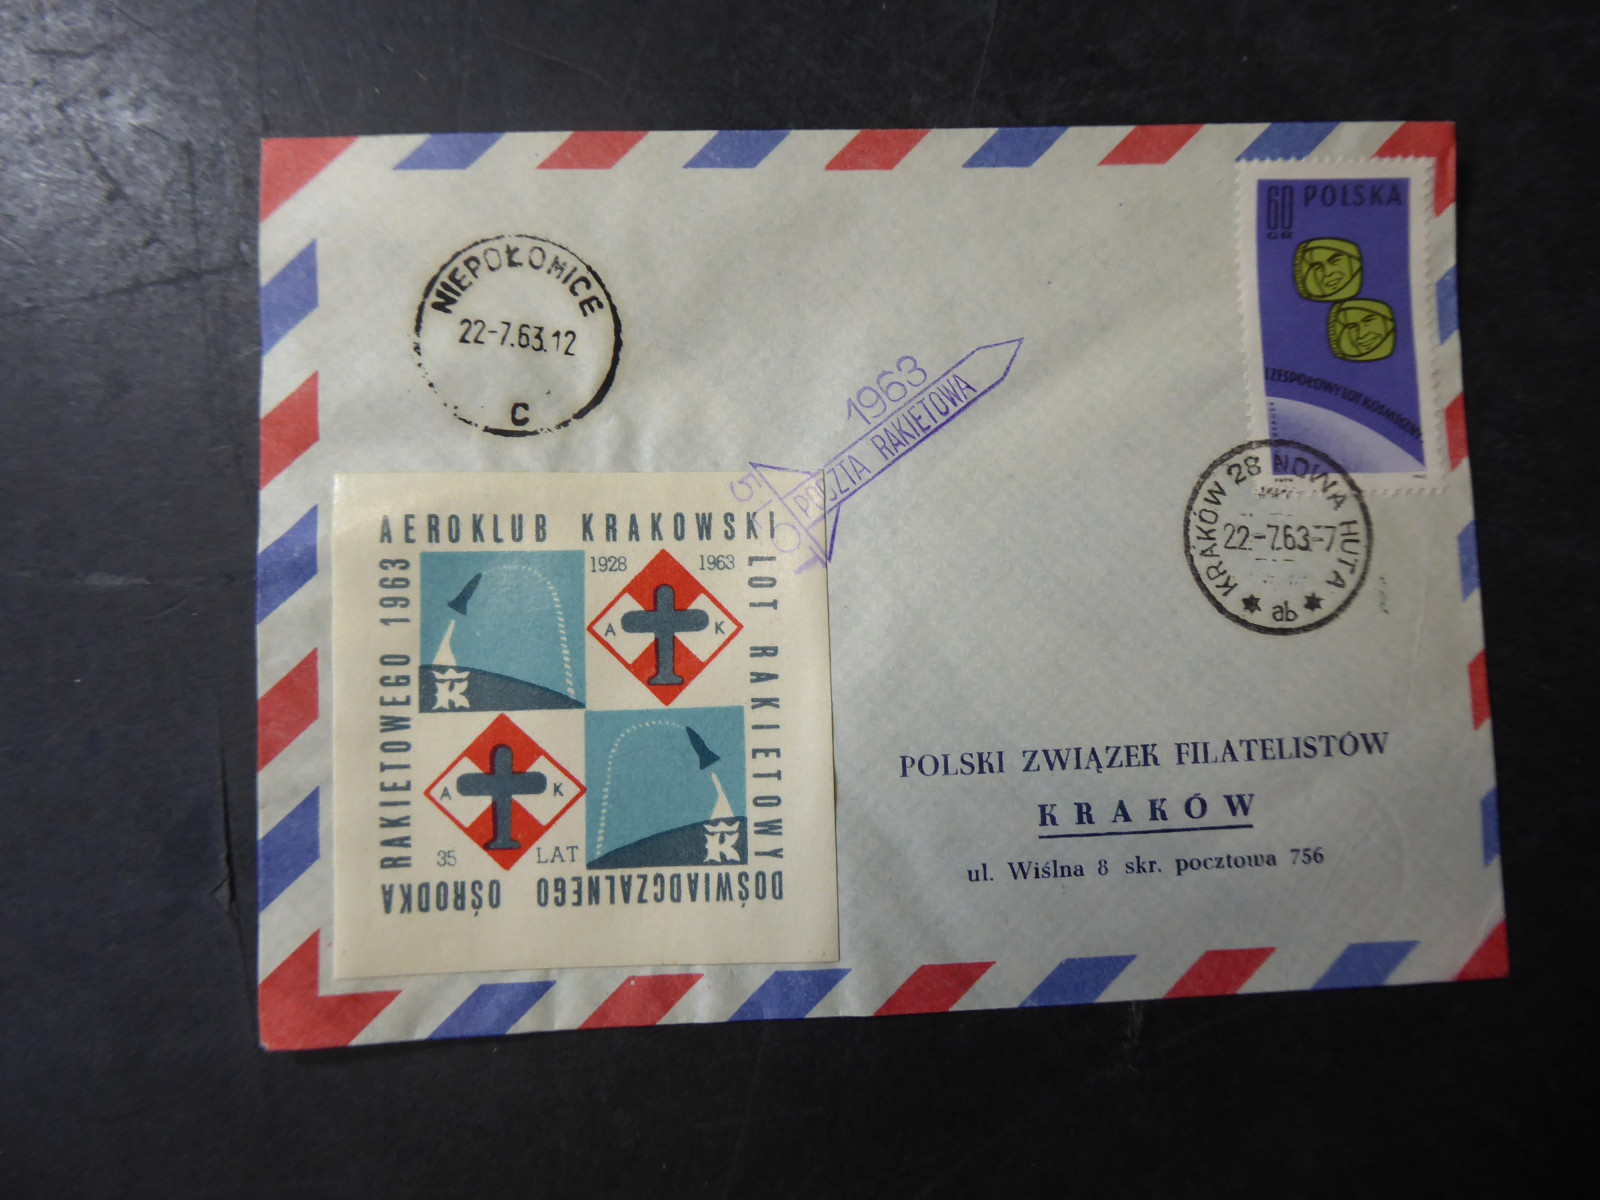 NIEPOŁOMICE
22-7.63.12
C
1963
POCZTA RAKIETOWA
60 POLSKA
GR
I ZESPOŁOWY LOT KOSMICZNY
KRAKÓW 28 NOWA HUTA
22.-7.63.-7
ab
AEROKLUB KRAKOWSKI
LOT RAKIETOWY
DOŚWIADCZALNEGO OŚRODKA
RAKIETOWEGO 1963
1928 1963
A K
A K
35 LAT
K
K
POLSKI ZWIĄZEK FILATELISTÓW
KRAKÓW
ul. Wiślna 8 skr. pocztowa 756